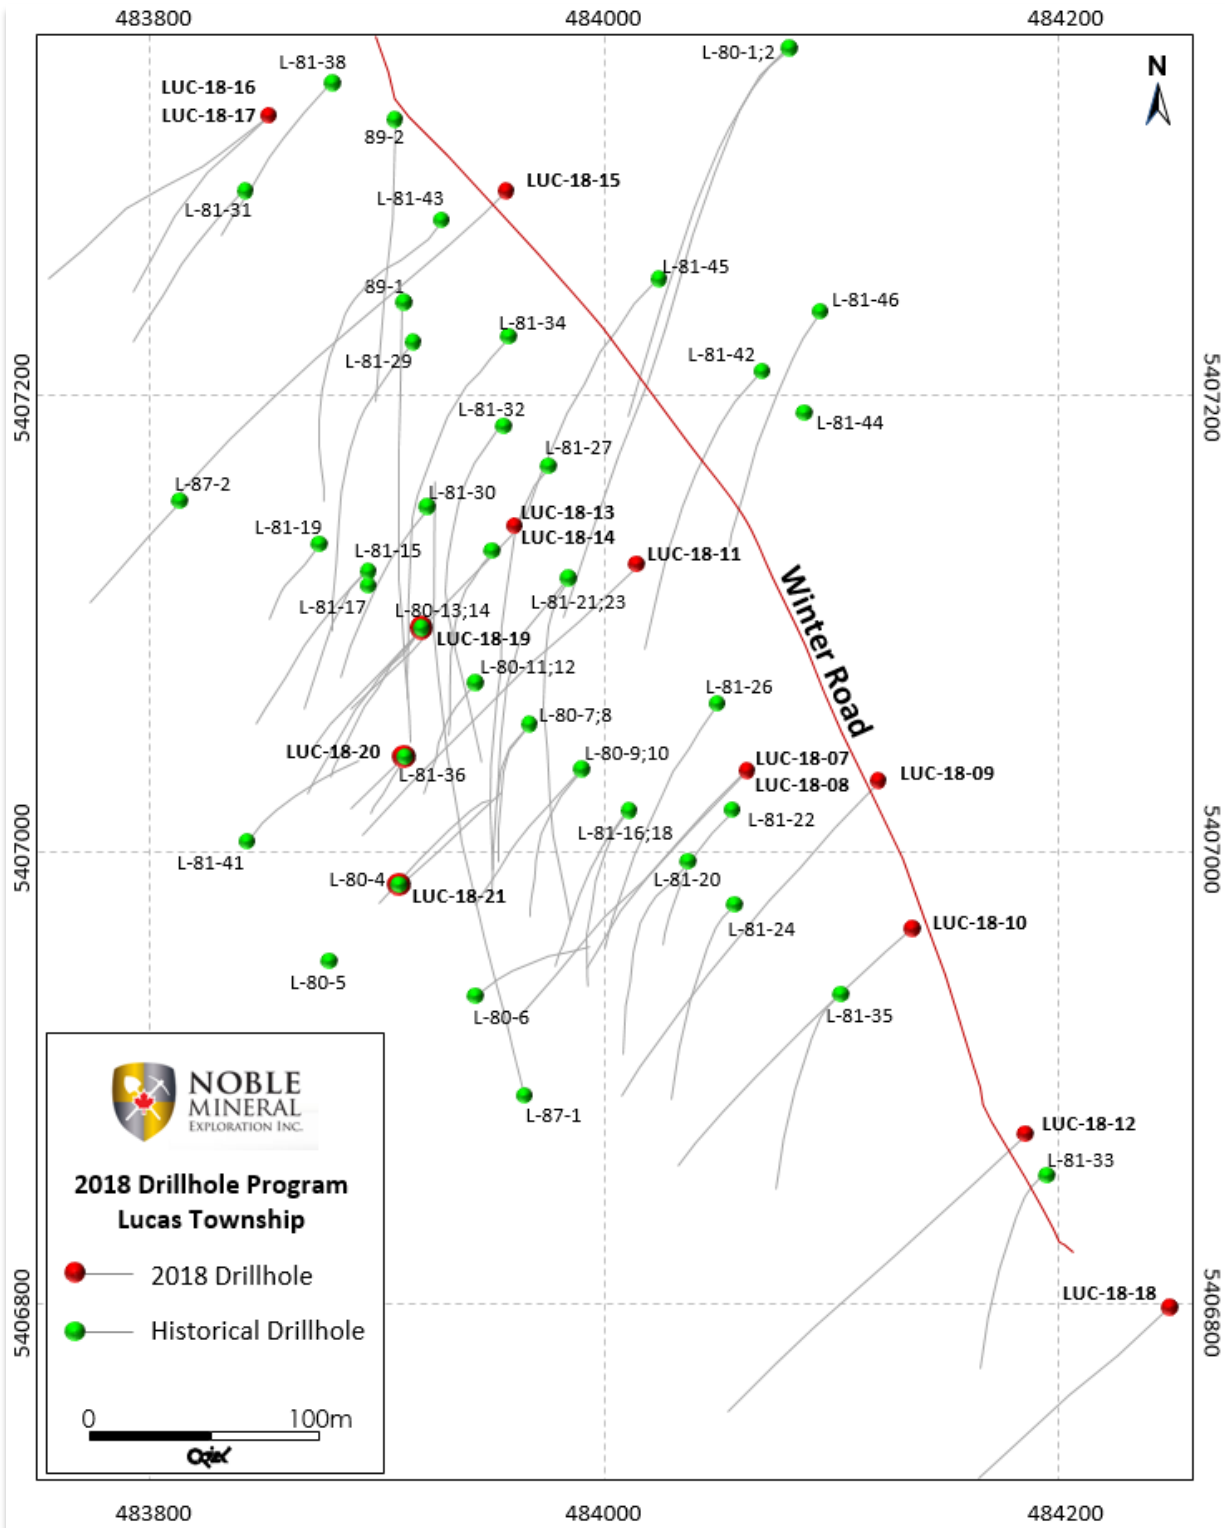 483800
484000
484200
L-81-38
LUC-18-16
LUC-18-17
L-80-1;2
N
89-2
LUC-18-15
L-81-43
L-81-31
L-81-45
89-1
L-81-46
L-81-34
L-81-29
L-81-42
5407200
5407200
L-81-32
L-81-44
L-81-27
L-87-2
L-81-30
LUC-18-13
L-81-19
LUC-18-14
L-81-15
LUC-18-11
L-81-17
L-80-13;14
L-81-21;23
LUC-18-19
Winter Road
L-80-11;12
L-81-26
L-80-7;8
LUC-18-20
L-80-9;10
LUC-18-07
L-81-36
LUC-18-08
LUC-18-09
L-81-22
L-81-16;18
5407000
5407000
L-81-41
L-80-4
L-81-20
LUC-18-21
L-81-24
LUC-18-10
L-80-5
L-80-6
L-81-35
L-87-1
LUC-18-12
L-81-33
LUC-18-18
5406800
5406800
NOBLE
MINERAL
EXPLORATION INC.
2018 Drillhole Program
Lucas Township
2018 Drillhole
Historical Drillhole
0
100m
483800
484000
484200